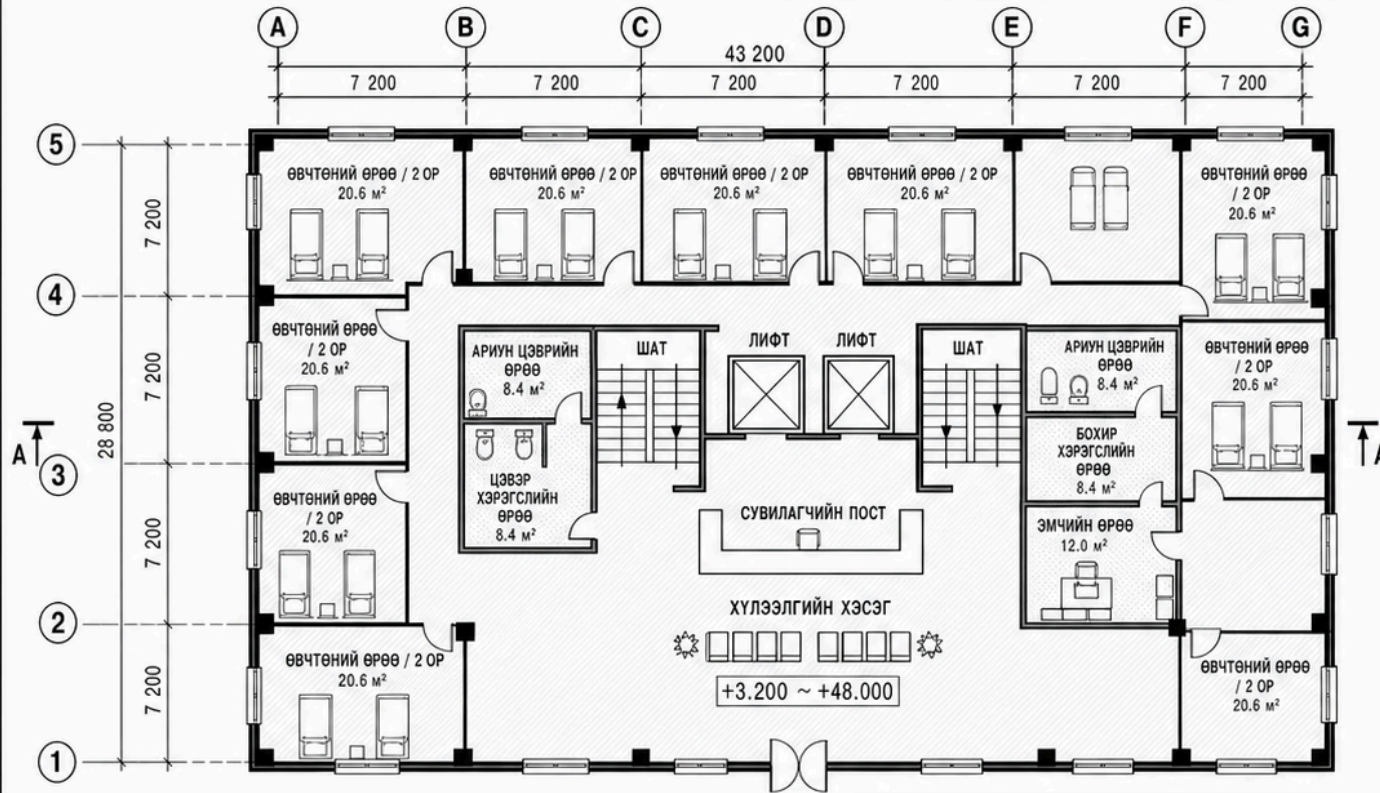 A B C D E F G
43 200
7 200 7 200 7 200 7 200 7 200
5
4
3
2
1
28 800
7 200
7 200
7 200
7 200
A
A
ӨВЧТӨНИЙ ӨРӨӨ / 2 ОР
20.6 м²
ӨВЧТӨНИЙ ӨРӨӨ / 2 ОР
20.6 м²
ӨВЧТӨНИЙ ӨРӨӨ / 2 ОР
20.6 м²
ӨВЧТӨНИЙ ӨРӨӨ / 2 ОР
20.6 м²
ӨВЧТӨНИЙ ӨРӨӨ
/ 2 ОР
20.6 м²
ӨВЧТӨНИЙ ӨРӨӨ
/ 2 ОР
20.6 м²
АРИУН ЦЭВРИЙН
ӨРӨӨ
8.4 м²
ШАТ
ЛИФТ
ЛИФТ
ШАТ
АРИУН ЦЭВРИЙН
ӨРӨӨ
8.4 м²
ӨВЧТӨНИЙ ӨРӨӨ
/ 2 ОР
20.6 м²
ӨВЧТӨНИЙ ӨРӨӨ
/ 2 ОР
20.6 м²
ЦЭВЭР
ХЭРЭГСЛИЙН
ӨРӨӨ
8.4 м²
СУВИЛАГЧИЙН ПОСТ
БОХИР
ХЭРЭГСЛИЙН
ӨРӨӨ
8.4 м²
ЭМЧИЙН ӨРӨӨ
12.0 м²
ХҮЛЭЭЛГИЙН ХЭСЭГ
+3.200 ~ +48.000
ӨВЧТӨНИЙ ӨРӨӨ / 2 ОР
20.6 м²
ӨВЧТӨНИЙ ӨРӨӨ
/ 2 ОР
20.6 м²